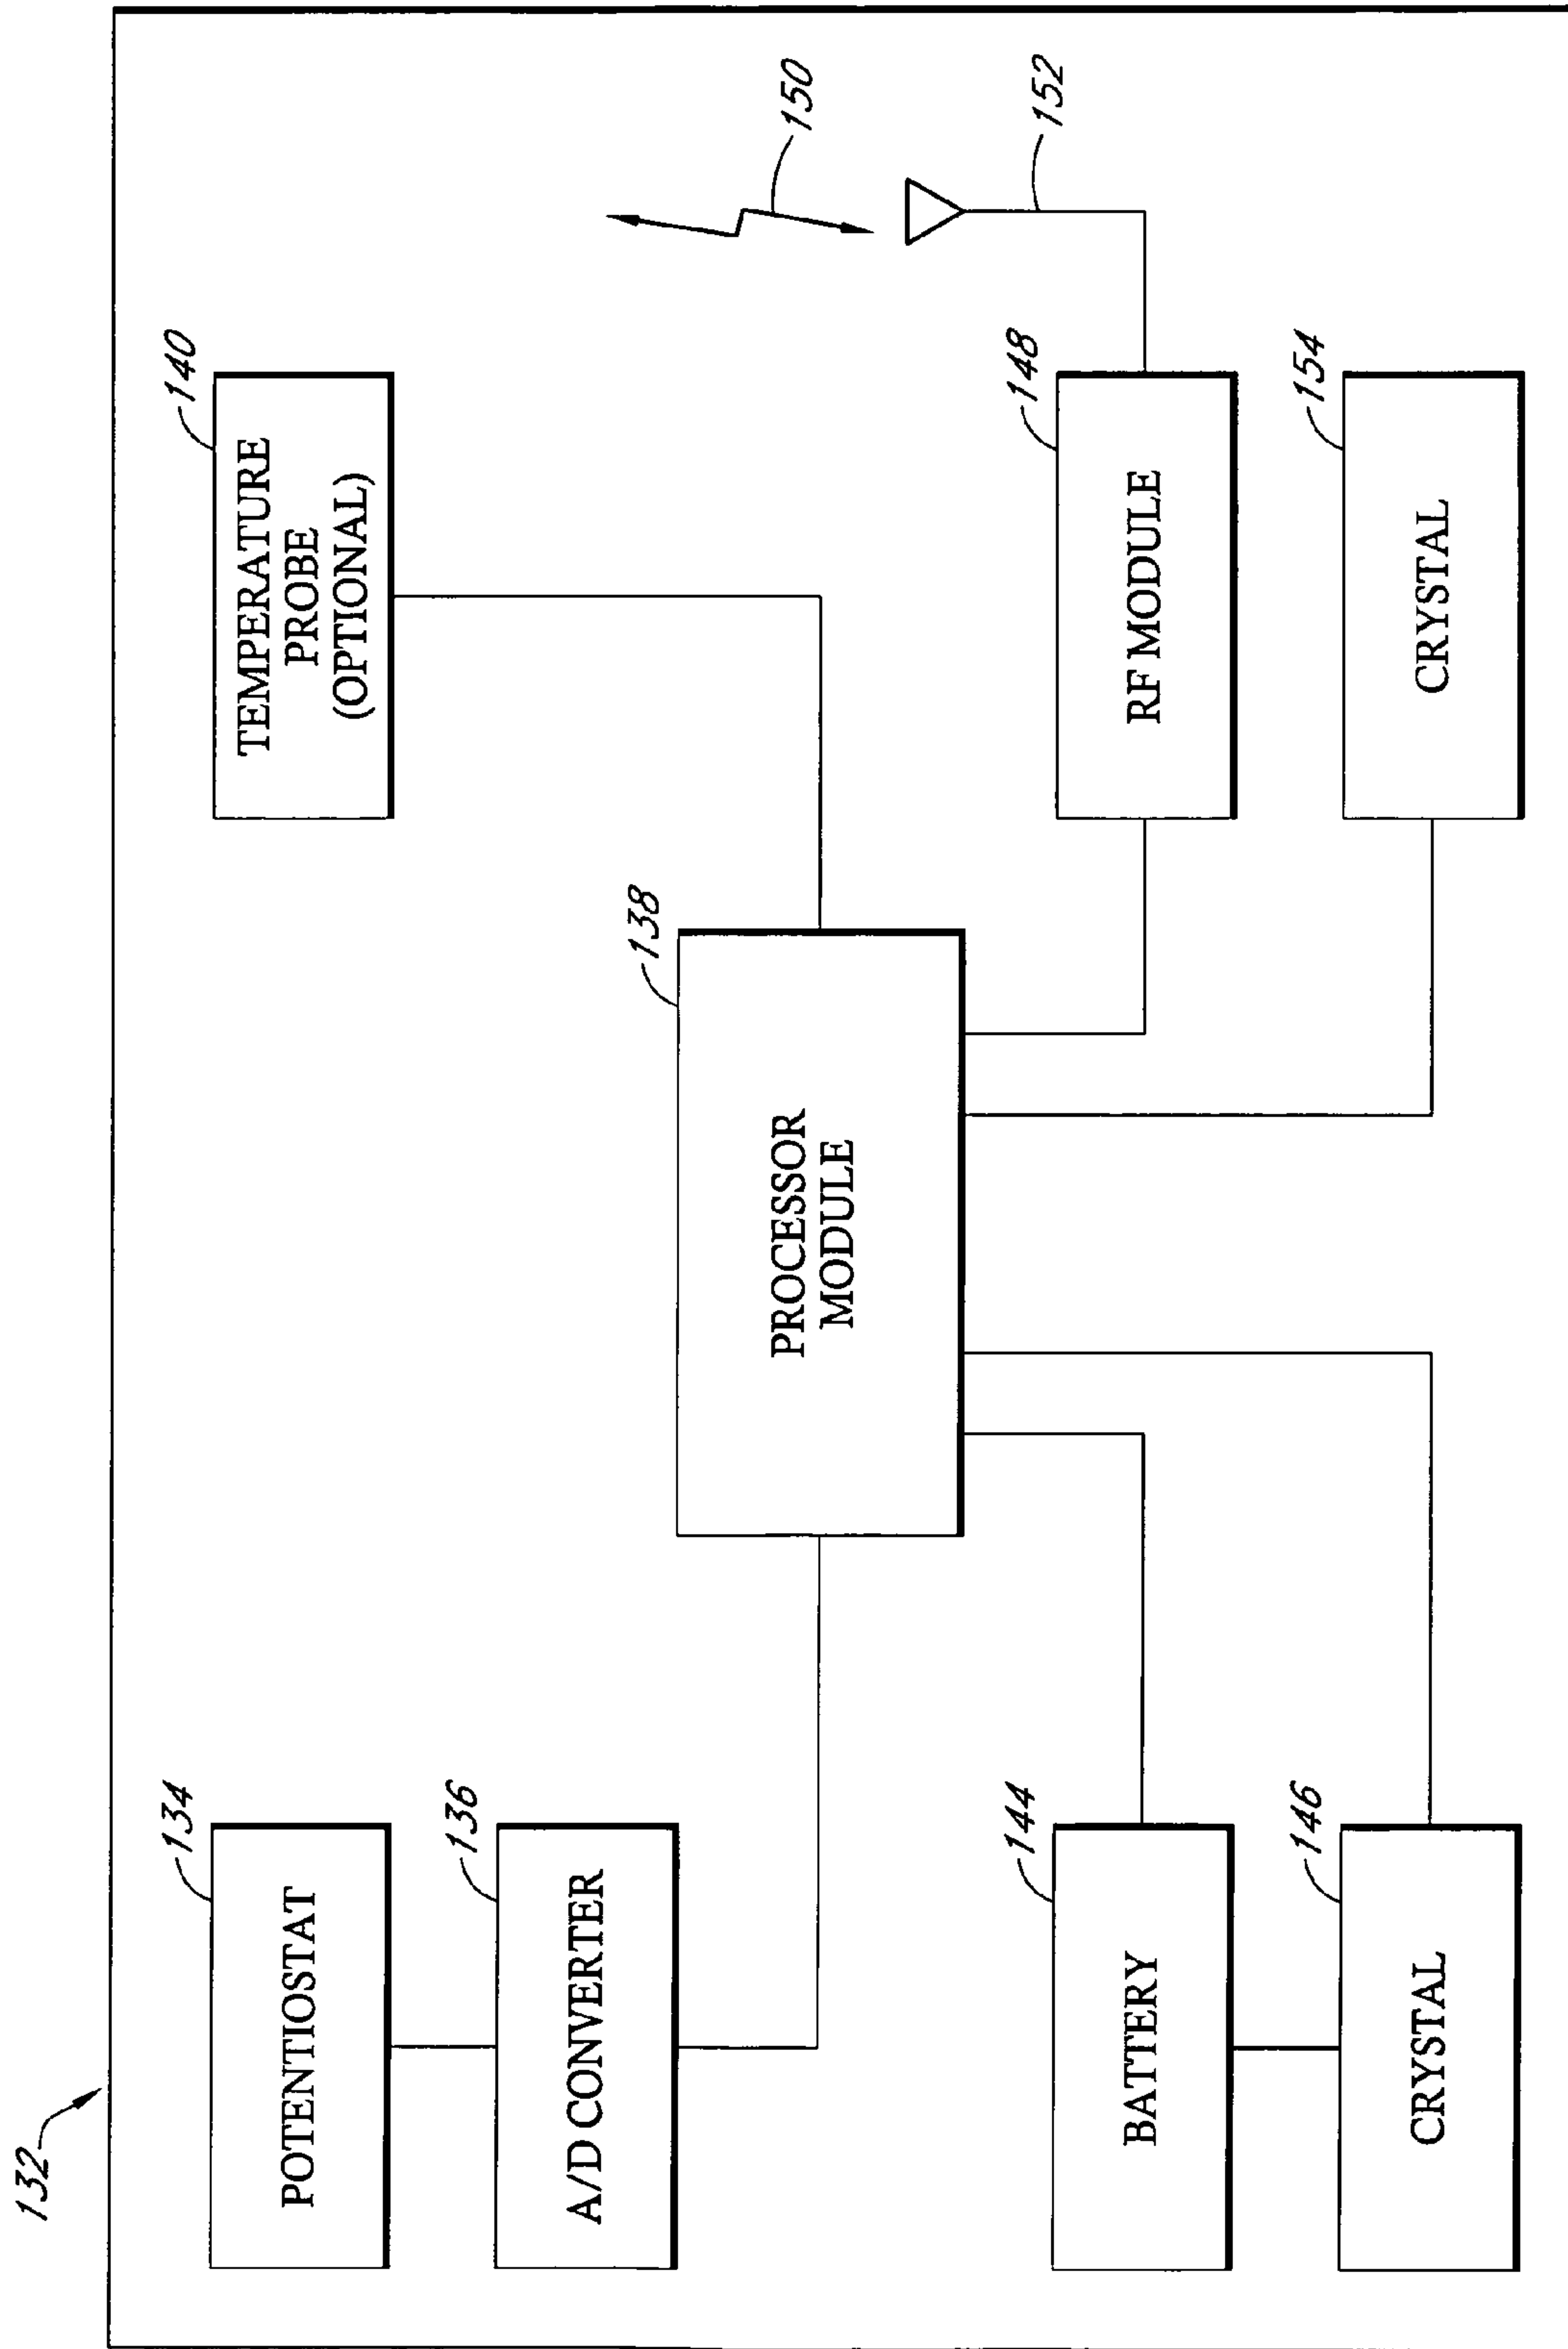 132
134
POTENTIOSTAT
136
A/D CONVERTER
138
PROCESSOR
MODULE
140
TEMPERATURE
PROBE
(OPTIONAL)
144
BATTERY
146
CRYSTAL
148
RF MODULE
150
152
154
CRYSTAL